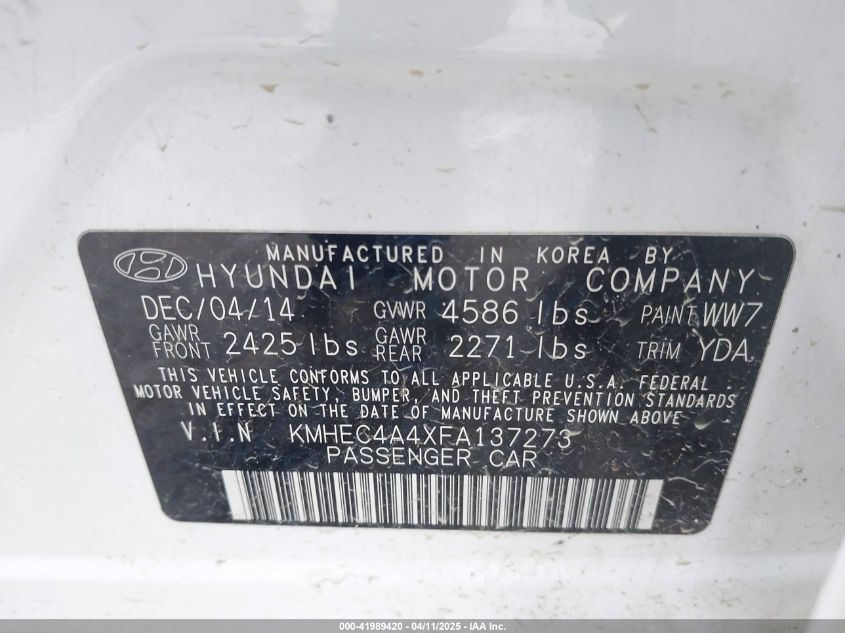 MANUFACTURED IN KOREA BY
HYUNDAI MOTOR COMPANY
DEC/04/14 GVWR 4586 lbs PAINT WW7
GAWR FRONT 2425 lbs GAWR REAR 2271 lbs TRIM YDA
THIS VEHICLE CONFORMS TO ALL APPLICABLE U.S.A. FEDERAL
MOTOR VEHICLE SAFETY, BUMPER, AND THEFT PREVENTION STANDARDS
IN EFFECT ON THE DATE OF MANUFACTURE SHOWN ABOVE
V.I.N KMHEC4A4XFA137273
PASSENGER CAR
000-41989420 - 04/11/2025 - IAA Inc.